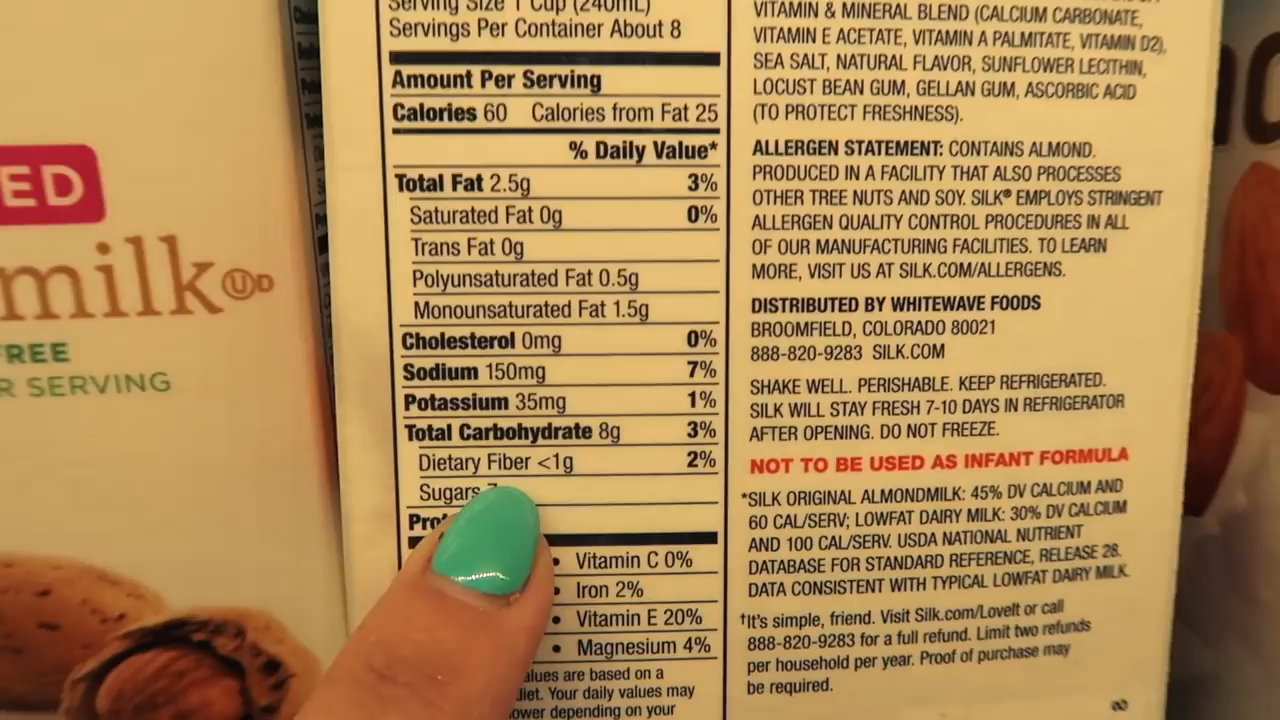 ED
milk
FREE
R SERVING
Serving Size 1 Cup (240mL)
Servings Per Container About 8
Amount Per Serving
Calories 60 Calories from Fat 25
% Daily Value*
Total Fat 2.5g 3%
Saturated Fat 0g 0%
Trans Fat 0g
Polyunsaturated Fat 0.5g
Monounsaturated Fat 1.5g
Cholesterol 0mg 0%
Sodium 150mg 7%
Potassium 35mg 1%
Total Carbohydrate 8g 3%
Dietary Fiber <1g 2%
Sugars
• Vitamin C 0%
• Iron 2%
• Vitamin E 20%
• Magnesium 4%
alues are based on a
diet. Your daily values may
ower depending on your
VITAMIN & MINERAL BLEND (CALCIUM CARBONATE,
VITAMIN E ACETATE, VITAMIN A PALMITATE, VITAMIN D2),
SEA SALT, NATURAL FLAVOR, SUNFLOWER LECITHIN,
LOCUST BEAN GUM, GELLAN GUM, ASCORBIC ACID
(TO PROTECT FRESHNESS).
ALLERGEN STATEMENT: CONTAINS ALMOND.
PRODUCED IN A FACILITY THAT ALSO PROCESSES
OTHER TREE NUTS AND SOY. SILK® EMPLOYS STRINGENT
ALLERGEN QUALITY CONTROL PROCEDURES IN ALL
OF OUR MANUFACTURING FACILITIES. TO LEARN
MORE, VISIT US AT SILK.COM/ALLERGENS.
DISTRIBUTED BY WHITEWAVE FOODS
BROOMFIELD, COLORADO 80021
888-820-9283 SILK.COM
SHAKE WELL. PERISHABLE. KEEP REFRIGERATED.
SILK WILL STAY FRESH 7-10 DAYS IN REFRIGERATOR
AFTER OPENING. DO NOT FREEZE.
NOT TO BE USED AS INFANT FORMULA
*SILK ORIGINAL ALMONDMILK: 45% DV CALCIUM AND
60 CAL/SERV; LOWFAT DAIRY MILK: 30% DV CALCIUM
AND 100 CAL/SERV. USDA NATIONAL NUTRIENT
DATABASE FOR STANDARD REFERENCE, RELEASE 28.
DATA CONSISTENT WITH TYPICAL LOWFAT DAIRY MILK.
†It's simple, friend. Visit Silk.com/LoveIt or call
888-820-9283 for a full refund. Limit two refunds
per household per year. Proof of purchase may
be required.